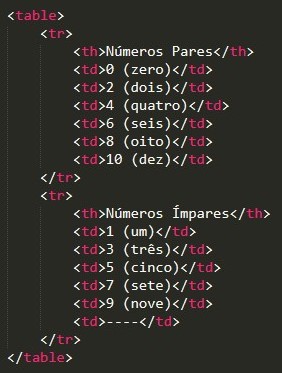 <table>
<tr>
<th>Números Pares</th>
<td>0 (zero)</td>
<td>2 (dois)</td>
<td>4 (quatro)</td>
<td>6 (seis)</td>
<td>8 (oito)</td>
<td>10 (dez)</td>
</tr>
<tr>
<th>Números Ímpares</th>
<td>1 (um)</td>
<td>3 (três)</td>
<td>5 (cinco)</td>
<td>7 (sete)</td>
<td>9 (nove)</td>
<td>----</td>
</tr>
</table>